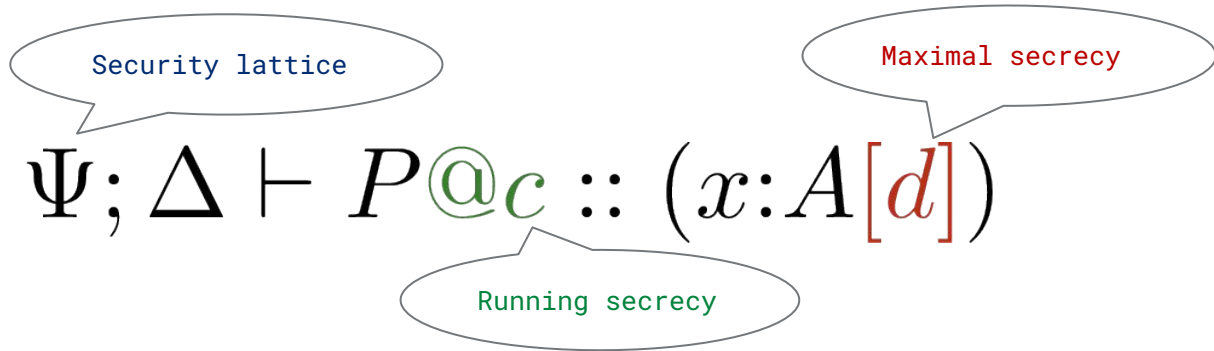 Security lattice
Maximal secrecy
Ψ; Δ ⊢ P@c :: (x:A[d])
Running secrecy